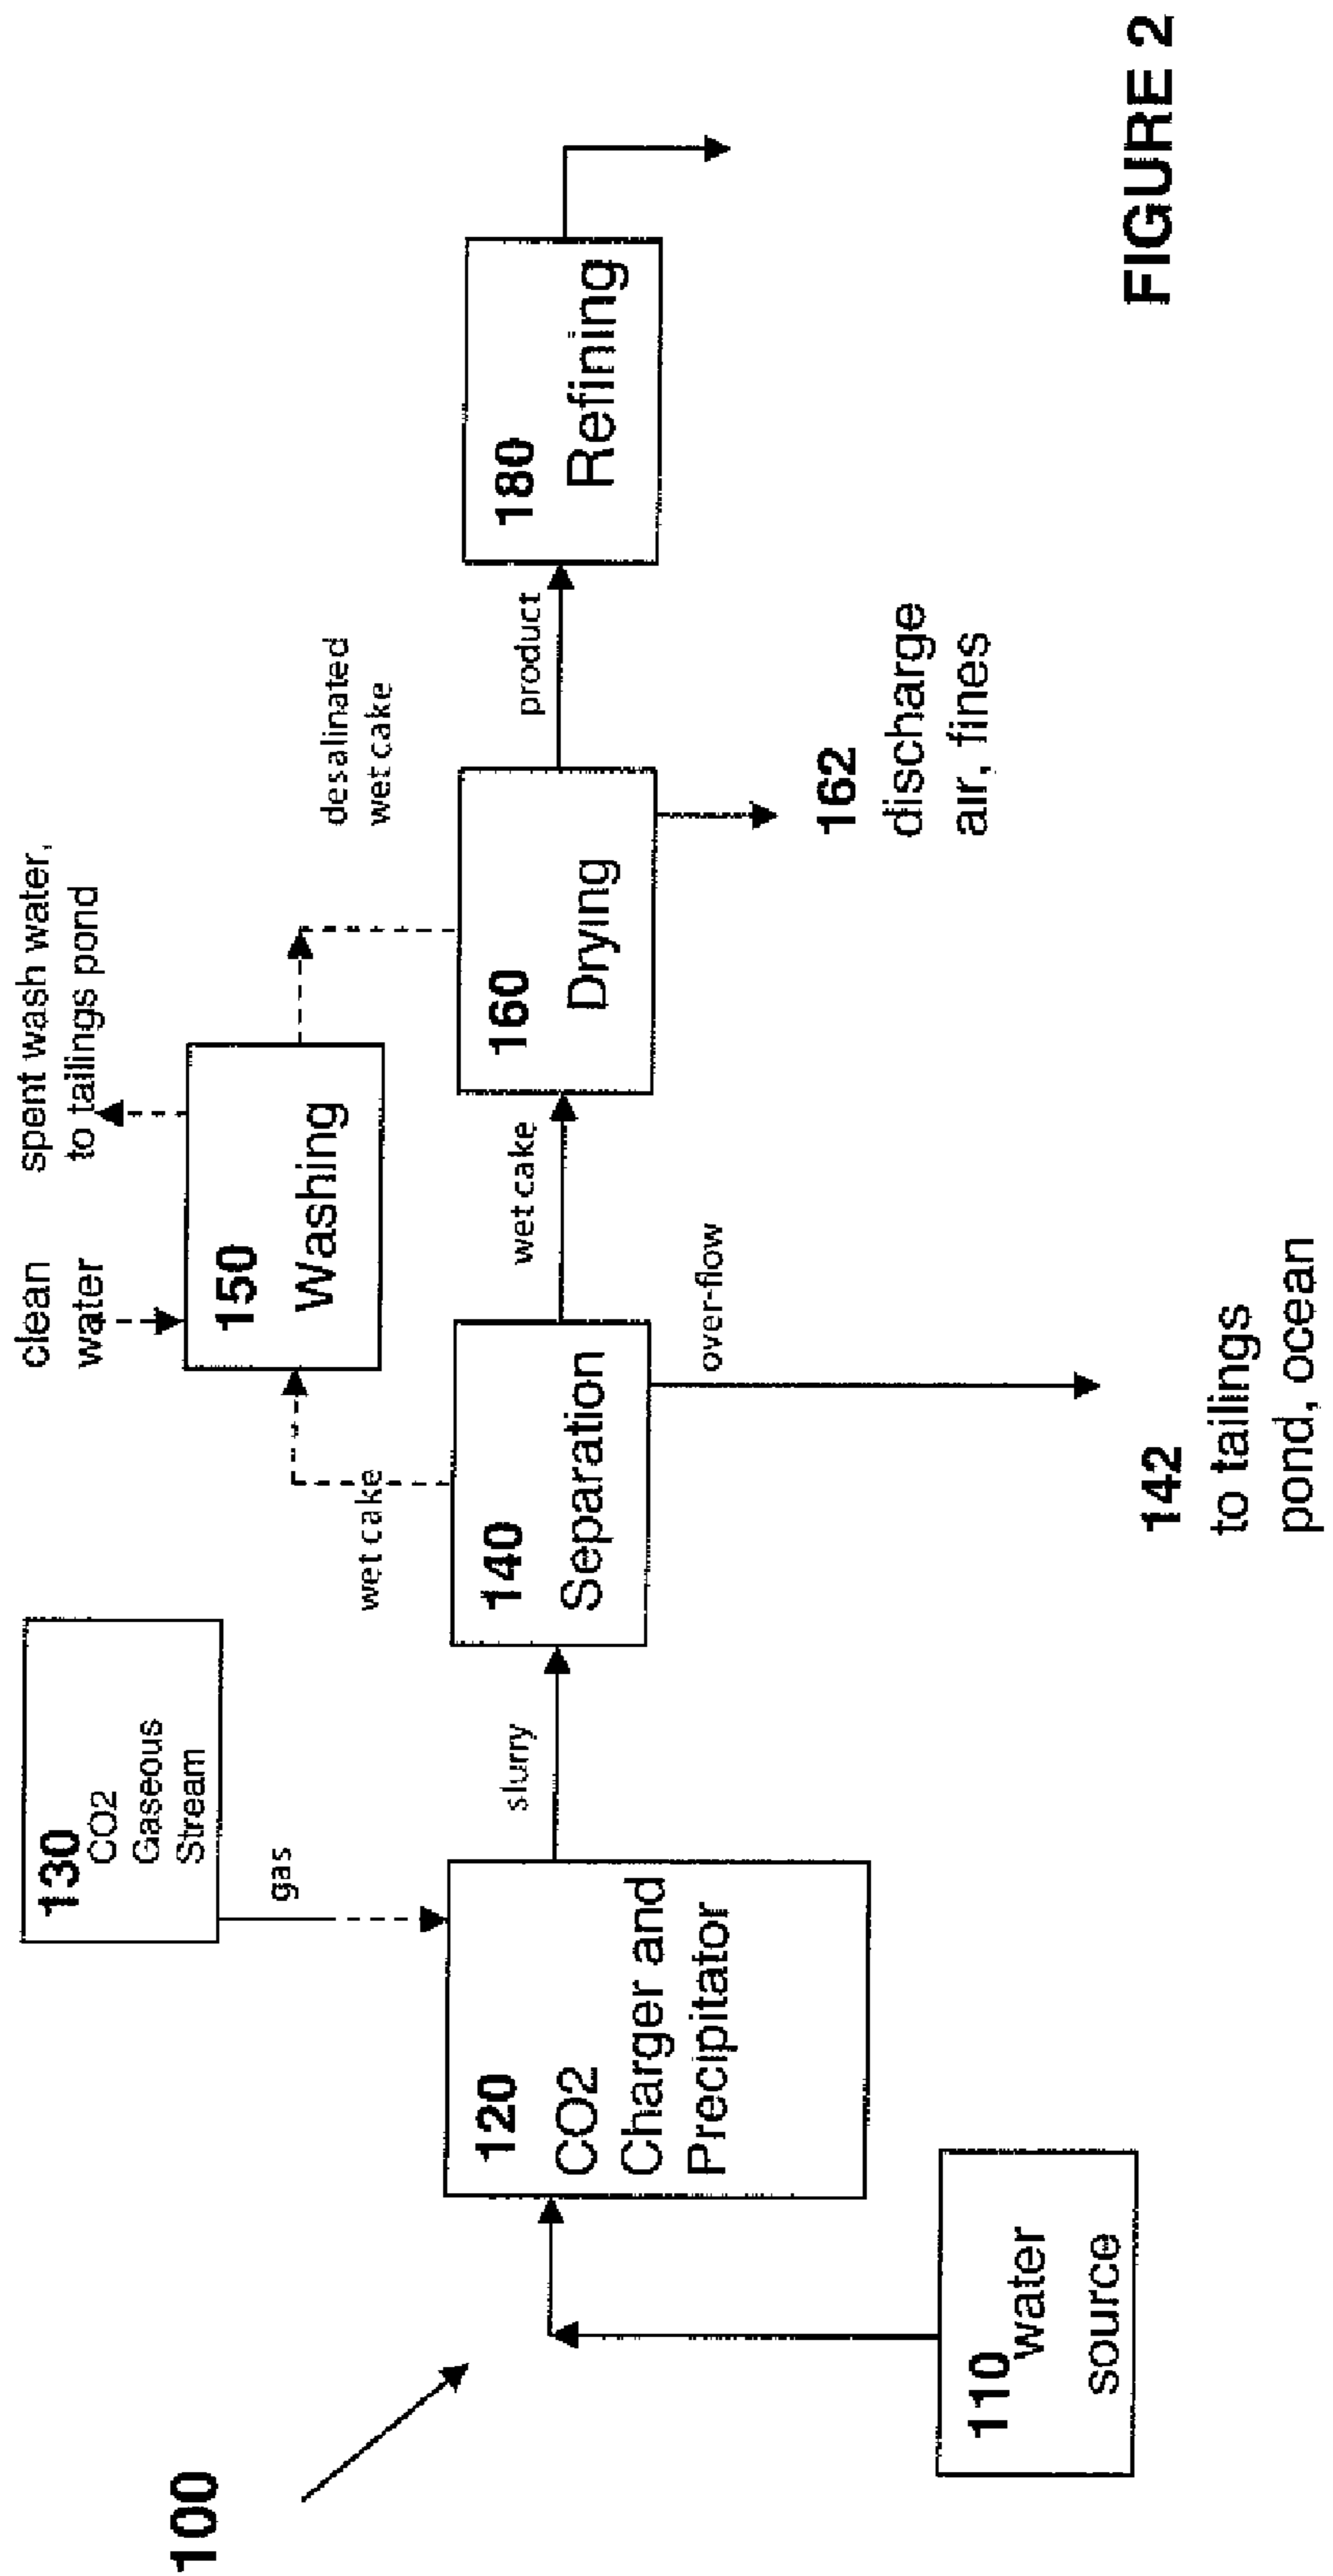 100
110
water
source
120
CO2
Charger and
Precipitator
130
CO2
Gaseous
Stream
gas
slurry
140
Separation
wet cake
over-flow
142
to tailings
pond, ocean
wet cake
clean
water
150
Washing
spent wash water,
to tailings pond
desalinated
wet cake
160
Drying
162
discharge
air, fines
product
180
Refining
FIGURE 2